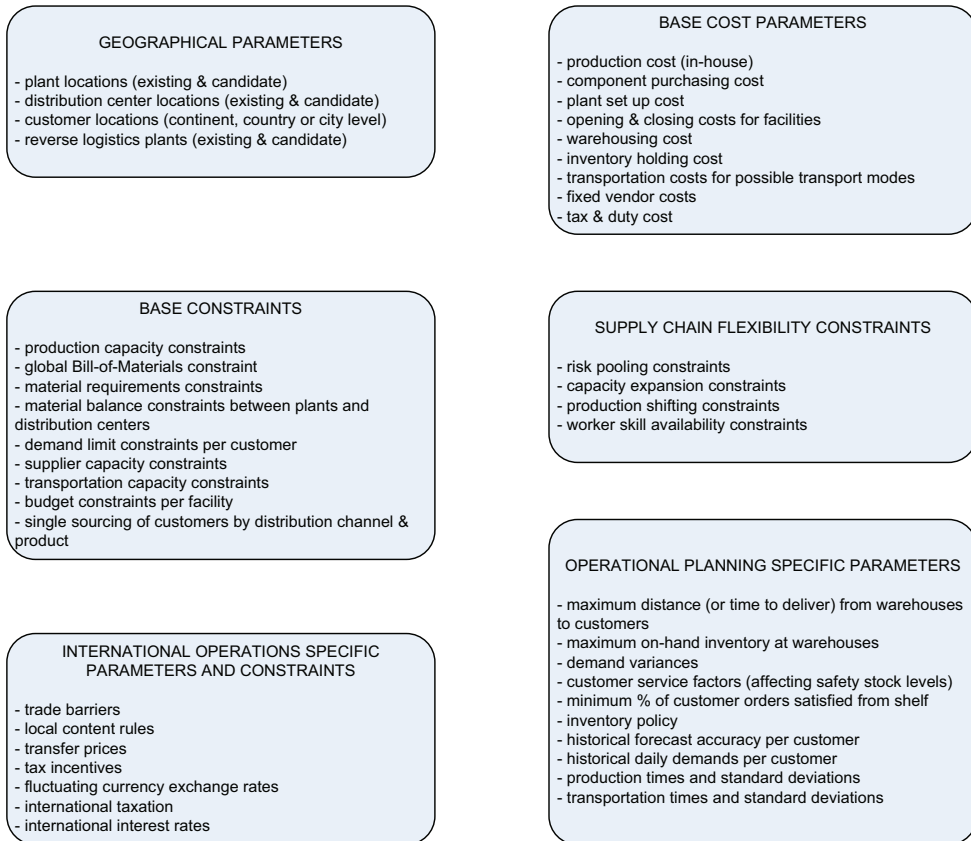 GEOGRAPHICAL PARAMETERS
- plant locations (existing & candidate)
- distribution center locations (existing & candidate)
- customer locations (continent, country or city level)
- reverse logistics plants (existing & candidate)
BASE COST PARAMETERS
- production cost (in-house)
- component purchasing cost
- plant set up cost
- opening & closing costs for facilities
- warehousing cost
- inventory holding cost
- transportation costs for possible transport modes
- fixed vendor costs
- tax & duty cost
BASE CONSTRAINTS
- production capacity constraints
- global Bill-of-Materials constraint
- material requirements constraints
- material balance constraints between plants and
distribution centers
- demand limit constraints per customer
- supplier capacity constraints
- transportation capacity constraints
- budget constraints per facility
- single sourcing of customers by distribution channel &
product
SUPPLY CHAIN FLEXIBILITY CONSTRAINTS
- risk pooling constraints
- capacity expansion constraints
- production shifting constraints
- worker skill availability constraints
INTERNATIONAL OPERATIONS SPECIFIC
PARAMETERS AND CONSTRAINTS
- trade barriers
- local content rules
- transfer prices
- tax incentives
- fluctuating currency exchange rates
- international taxation
- international interest rates
OPERATIONAL PLANNING SPECIFIC PARAMETERS
- maximum distance (or time to deliver) from warehouses
to customers
- maximum on-hand inventory at warehouses
- demand variances
- customer service factors (affecting safety stock levels)
- minimum % of customer orders satisfied from shelf
- inventory policy
- historical forecast accuracy per customer
- historical daily demands per customer
- production times and standard deviations
- transportation times and standard deviations